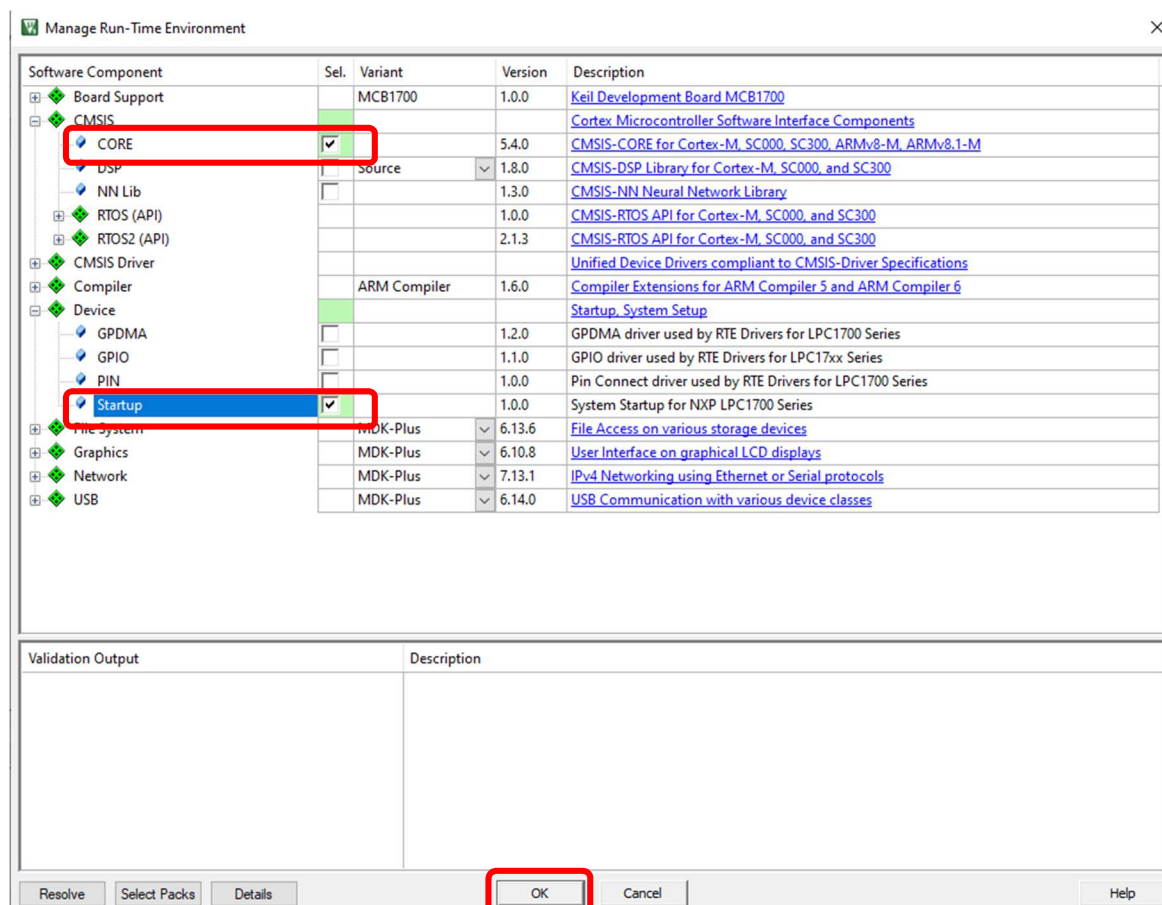 Manage Run-Time Environment
Software Component Sel. Variant Version Description
Board Support MCB1700 1.0.0 Keil Development Board MCB1700
CMSIS Cortex Microcontroller Software Interface Components
CORE 5.4.0 CMSIS-CORE for Cortex-M, SC000, SC300, ARMv8-M, ARMv8.1-M
DSP Source 1.8.0 CMSIS-DSP Library for Cortex-M, SC000, and SC300
NN Lib 1.3.0 CMSIS-NN Neural Network Library
RTOS (API) 1.0.0 CMSIS-RTOS API for Cortex-M, SC000, and SC300
RTOS2 (API) 2.1.3 CMSIS-RTOS API for Cortex-M, SC000, and SC300
CMSIS Driver Unified Device Drivers compliant to CMSIS-Driver Specifications
Compiler ARM Compiler 1.6.0 Compiler Extensions for ARM Compiler 5 and ARM Compiler 6
Device Startup, System Setup
GPDMA 1.2.0 GPDMA driver used by RTE Drivers for LPC1700 Series
GPIO 1.1.0 GPIO driver used by RTE Drivers for LPC17xx Series
PIN 1.0.0 Pin Connect driver used by RTE Drivers for LPC1700 Series
Startup 1.0.0 System Startup for NXP LPC1700 Series
File System MDK-Plus 6.13.6 File Access on various storage devices
Graphics MDK-Plus 6.10.8 User Interface on graphical LCD displays
Network MDK-Plus 7.13.1 IPv4 Networking using Ethernet or Serial protocols
USB MDK-Plus 6.14.0 USB Communication with various device classes
Validation Output Description
Resolve Select Packs Details OK Cancel Help